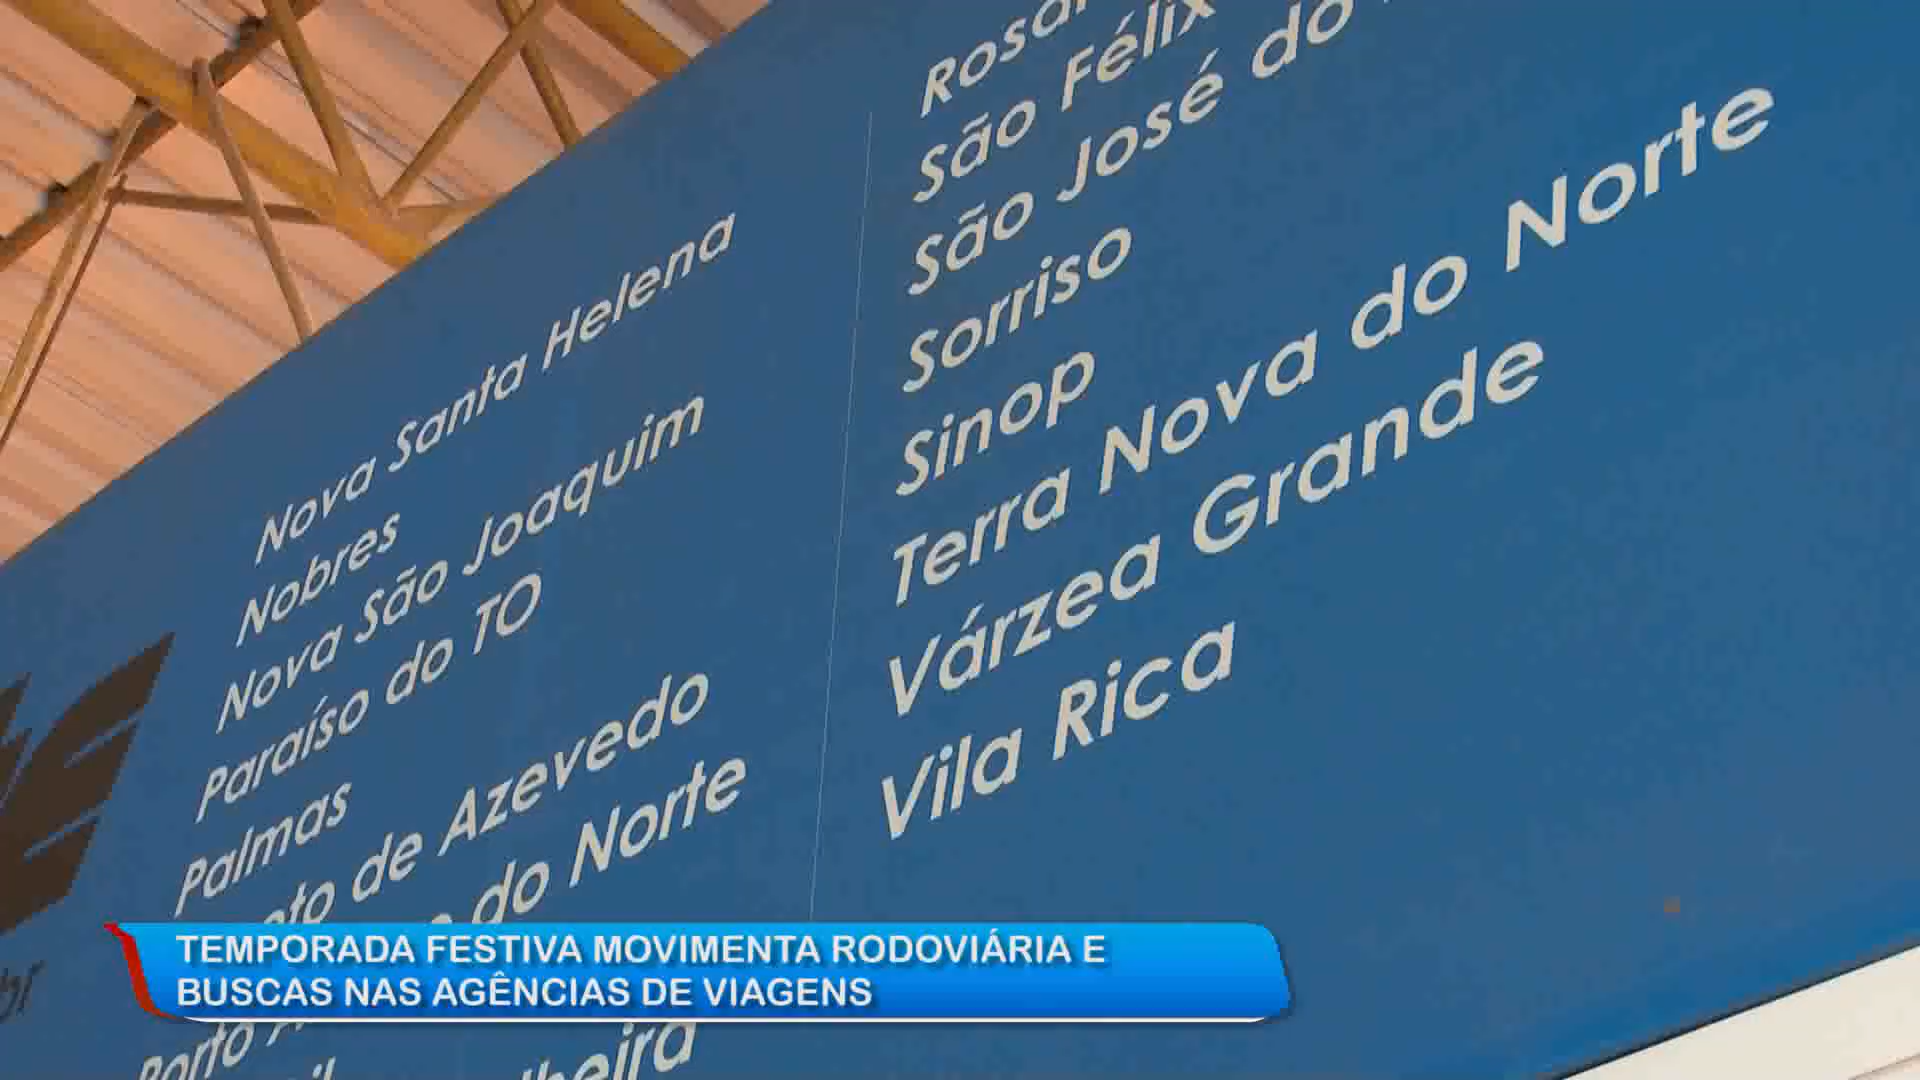 Nova Santa Helena
Nobres
Nova São Joaquim
Paraíso do TO
Palmas
de Azevedo
do Norte
Porto
São Félix
São José do
Sorriso
Sinop
Terra Nova do Norte
Várzea Grande
Vila Rica
TEMPORADA FESTIVA MOVIMENTA RODOVIÁRIA E
BUSCAS NAS AGÊNCIAS DE VIAGENS